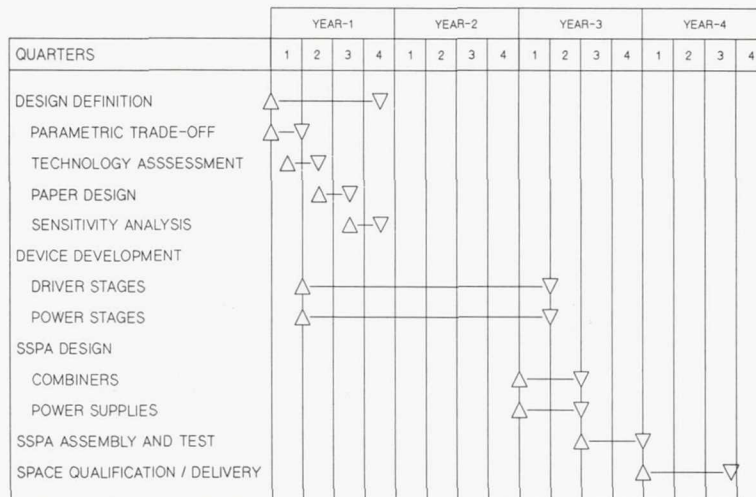 YEAR-1 YEAR-2 YEAR-3 YEAR-4
QUARTERS 1 2 3 4 1 2 3 4 1 2 3 4 1 2 3 4
DESIGN DEFINITION
PARAMETRIC TRADE-OFF
TECHNOLOGY ASSSESSMENT
PAPER DESIGN
SENSITIVITY ANALYSIS
DEVICE DEVELOPMENT
DRIVER STAGES
POWER STAGES
SSPA DESIGN
COMBINERS
POWER SUPPLIES
SSPA ASSEMBLY AND TEST
SPACE QUALIFICATION / DELIVERY